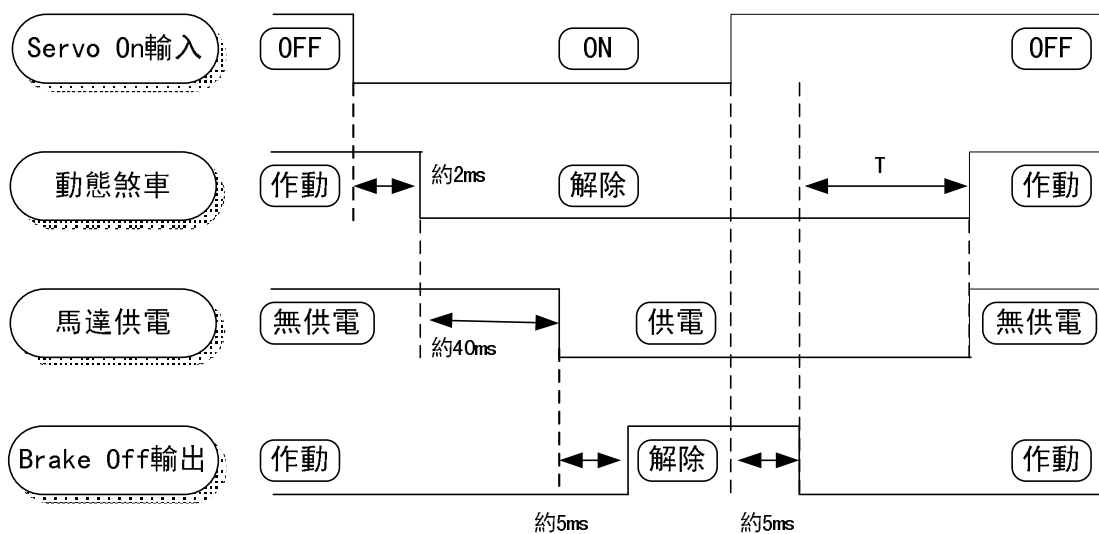 Servo On輸入
OFF
ON
OFF
動態煞車
作動
約2ms
解除
T
作動
馬達供電
無供電
約40ms
供電
無供電
Brake Off輸出
作動
解除
作動
約5ms
約5ms